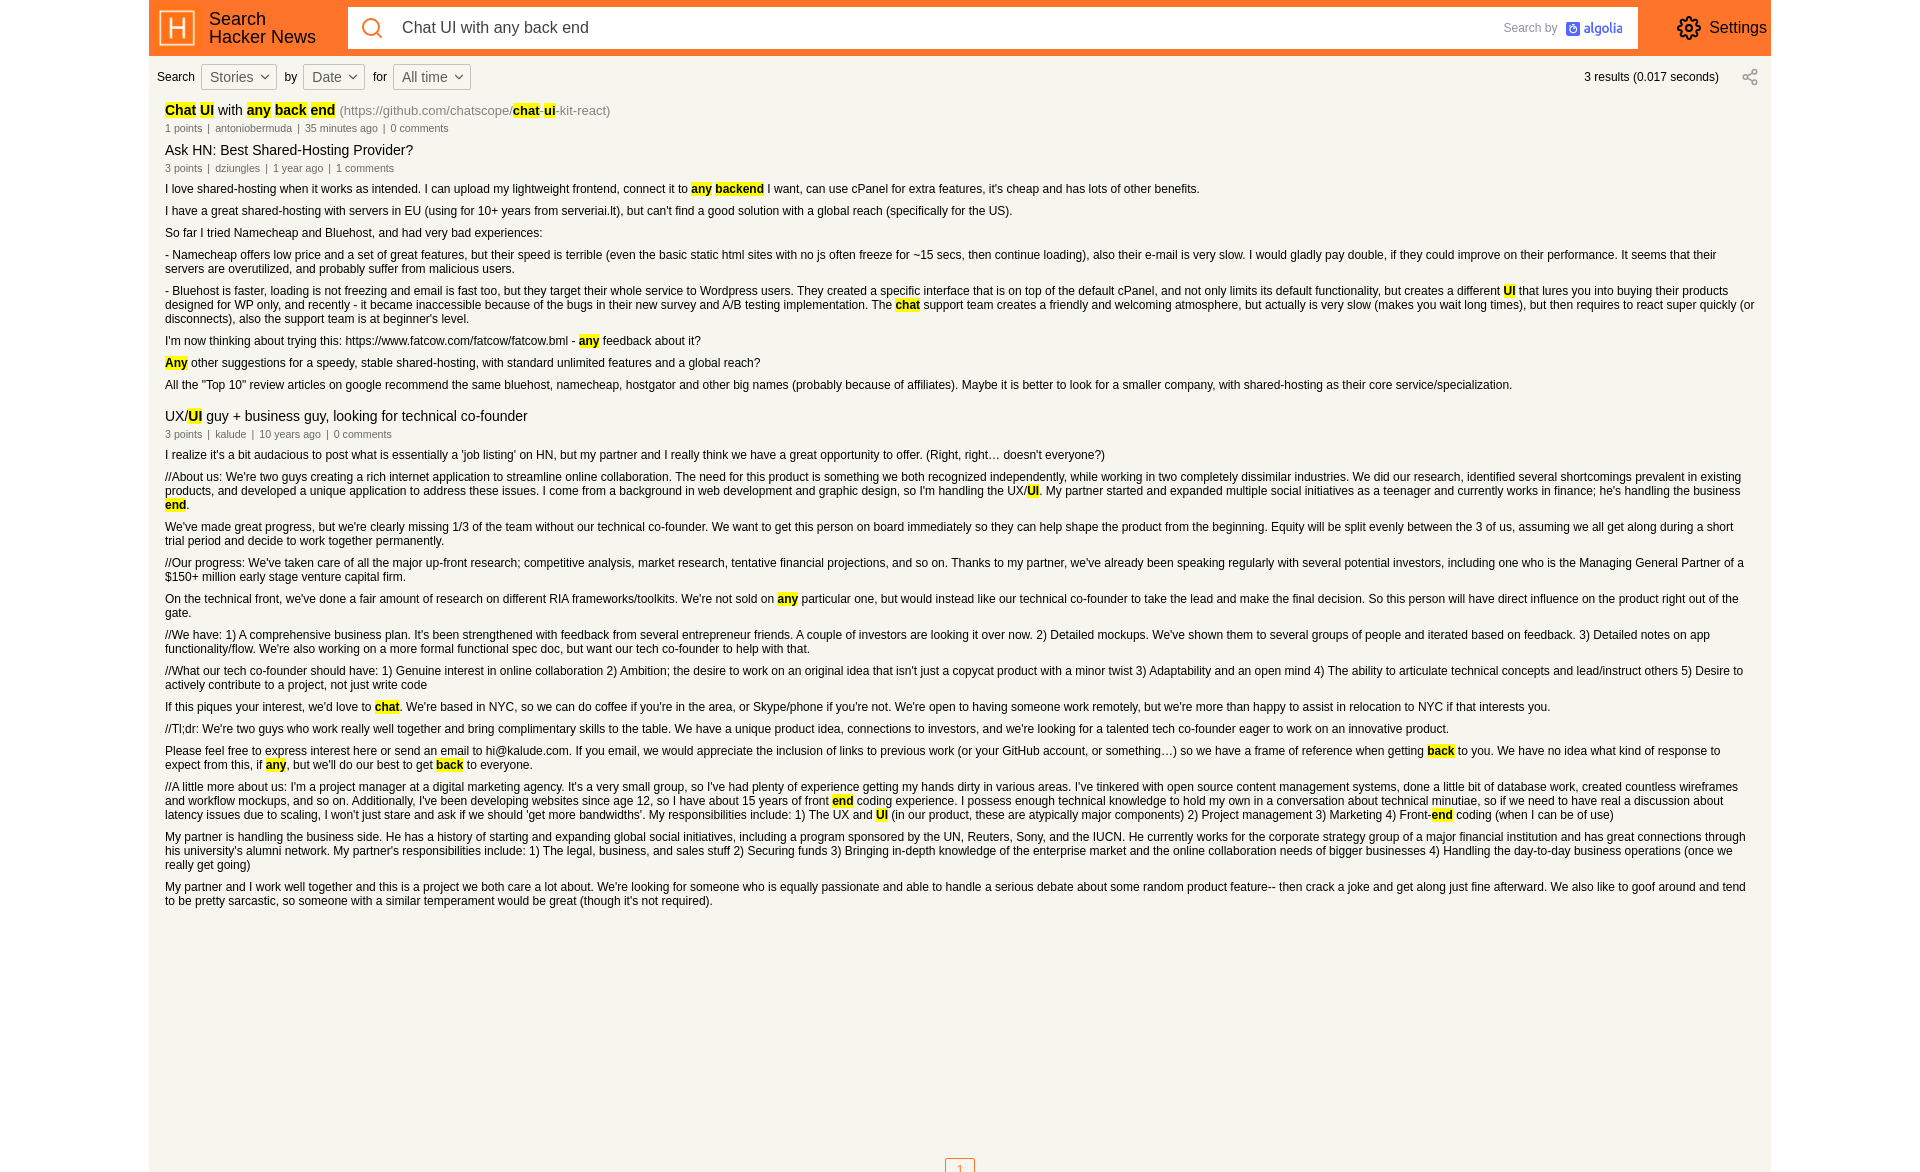 Search
Hacker News
Chat UI with any back end
Search by algolia
Settings
Search Stories by Date for All time
3 results (0.017 seconds)
Chat UI with any back end (https://github.com/chatscope/chat-ui-kit-react)
1 points | antoniobermuda | 35 minutes ago | 0 comments
Ask HN: Best Shared-Hosting Provider?
3 points | dziungles | 1 year ago | 1 comments
I love shared-hosting when it works as intended. I can upload my lightweight frontend, connect it to any backend I want, can use cPanel for extra features, it's cheap and has lots of other benefits.
I have a great shared-hosting with servers in EU (using for 10+ years from serveriai.lt), but can't find a good solution with a global reach (specifically for the US).
So far I tried Namecheap and Bluehost, and had very bad experiences:
- Namecheap offers low price and a set of great features, but their speed is terrible (even the basic static html sites with no js often freeze for ~15 secs, then continue loading), also their e-mail is very slow. I would gladly pay double, if they could improve on their performance. It seems that their
servers are overutilized, and probably suffer from malicious users.
- Bluehost is faster, loading is not freezing and email is fast too, but they target their whole service to Wordpress users. They created a specific interface that is on top of the default cPanel, and not only limits its default functionality, but creates a different UI that lures you into buying their products
designed for WP only, and recently - it became inaccessible because of the bugs in their new survey and A/B testing implementation. The chat support team creates a friendly and welcoming atmosphere, but actually is very slow (makes you wait long times), but then requires to react super quickly (or
disconnects), also the support team is at beginner's level.
I'm now thinking about trying this: https://www.fatcow.com/fatcow/fatcow.bml - any feedback about it?
Any other suggestions for a speedy, stable shared-hosting, with standard unlimited features and a global reach?
All the "Top 10" review articles on google recommend the same bluehost, namecheap, hostgator and other big names (probably because of affiliates). Maybe it is better to look for a smaller company, with shared-hosting as their core service/specialization.
UX/UI guy + business guy, looking for technical co-founder
3 points | kalude | 10 years ago | 0 comments
I realize it's a bit audacious to post what is essentially a 'job listing' on HN, but my partner and I really think we have a great opportunity to offer. (Right, right… doesn't everyone?)
//About us: We're two guys creating a rich internet application to streamline online collaboration. The need for this product is something we both recognized independently, while working in two completely dissimilar industries. We did our research, identified several shortcomings prevalent in existing
products, and developed a unique application to address these issues. I come from a background in web development and graphic design, so I'm handling the UX/UI. My partner started and expanded multiple social initiatives as a teenager and currently works in finance; he's handling the business
end.
We've made great progress, but we're clearly missing 1/3 of the team without our technical co-founder. We want to get this person on board immediately so they can help shape the product from the beginning. Equity will be split evenly between the 3 of us, assuming we all get along during a short
trial period and decide to work together permanently.
//Our progress: We've taken care of all the major up-front research; competitive analysis, market research, tentative financial projections, and so on. Thanks to my partner, we've already been speaking regularly with several potential investors, including one who is the Managing General Partner of a
$150+ million early stage venture capital firm.
On the technical front, we've done a fair amount of research on different RIA frameworks/toolkits. We're not sold on any particular one, but would instead like our technical co-founder to take the lead and make the final decision. So this person will have direct influence on the product right out of the
gate.
//We have: 1) A comprehensive business plan. It's been strengthened with feedback from several entrepreneur friends. A couple of investors are looking it over now. 2) Detailed mockups. We've shown them to several groups of people and iterated based on feedback. 3) Detailed notes on app
functionality/flow. We're also working on a more formal functional spec doc, but want our tech co-founder to help with that.
//What our tech co-founder should have: 1) Genuine interest in online collaboration 2) Ambition; the desire to work on an original idea that isn't just a copycat product with a minor twist 3) Adaptability and an open mind 4) The ability to articulate technical concepts and lead/instruct others 5) Desire to
actively contribute to a project, not just write code
If this piques your interest, we'd love to chat. We're based in NYC, so we can do coffee if you're in the area, or Skype/phone if you're not. We're open to having someone work remotely, but we're more than happy to assist in relocation to NYC if that interests you.
//Tl;dr: We're two guys who work really well together and bring complimentary skills to the table. We have a unique product idea, connections to investors, and we're looking for a talented tech co-founder eager to work on an innovative product.
Please feel free to express interest here or send an email to hi@kalude.com. If you email, we would appreciate the inclusion of links to previous work (or your GitHub account, or something…) so we have a frame of reference when getting back to you. We have no idea what kind of response to
expect from this, if any, but we'll do our best to get back to everyone.
//A little more about us: I'm a project manager at a digital marketing agency. It's a very small group, so I've had plenty of experience getting my hands dirty in various areas. I've tinkered with open source content management systems, done a little bit of database work, created countless wireframes
and workflow mockups, and so on. Additionally, I've been developing websites since age 12, so I have about 15 years of front end coding experience. I possess enough technical knowledge to hold my own in a conversation about technical minutiae, so if we need to have real a discussion about
latency issues due to scaling, I won't just stare and ask if we should 'get more bandwidths'. My responsibilities include: 1) The UX and UI (in our product, these are atypically major components) 2) Project management 3) Marketing 4) Front-end coding (when I can be of use)
My partner is handling the business side. He has a history of starting and expanding global social initiatives, including a program sponsored by the UN, Reuters, Sony, and the IUCN. He currently works for the corporate strategy group of a major financial institution and has great connections through
his university's alumni network. My partner's responsibilities include: 1) The legal, business, and sales stuff 2) Securing funds 3) Bringing in-depth knowledge of the enterprise market and the online collaboration needs of bigger businesses 4) Handling the day-to-day business operations (once we
really get going)
My partner and I work well together and this is a project we both care a lot about. We're looking for someone who is equally passionate and able to handle a serious debate about some random product feature-- then crack a joke and get along just fine afterward. We also like to goof around and tend
to be pretty sarcastic, so someone with a similar temperament would be great (though it's not required).
1